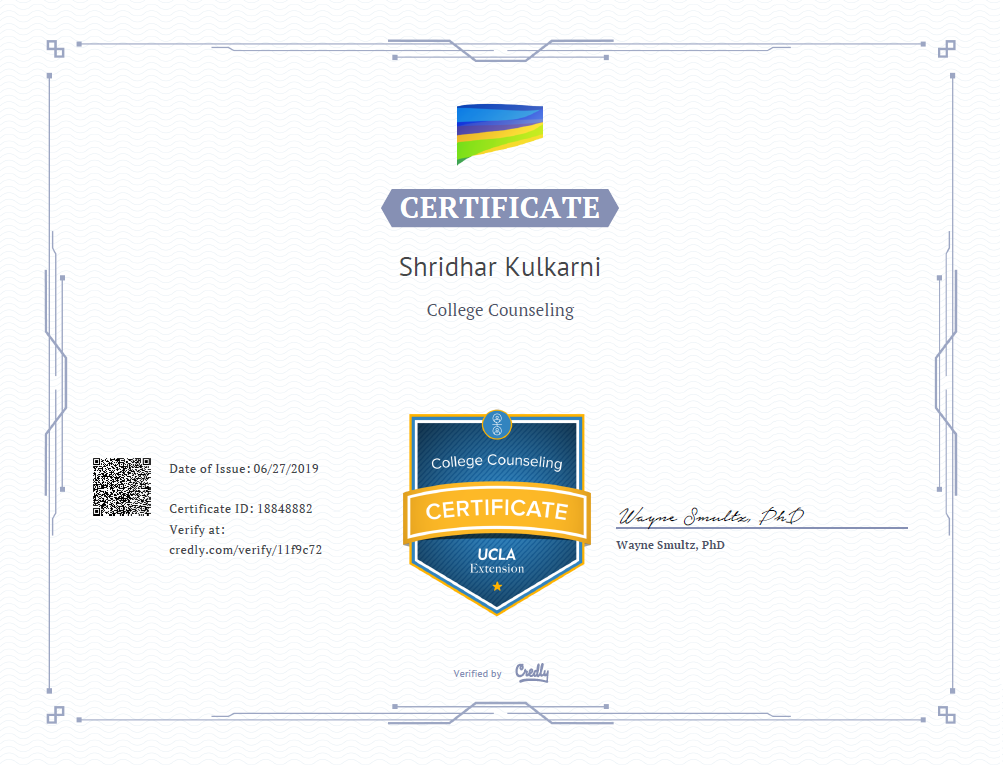 CERTIFICATE
Shridhar Kulkarni
College Counseling
College Counseling
CERTIFICATE
UCLA
Extension
Date of Issue: 06/27/2019
Certificate ID: 18848882
Verify at:
credly.com/verify/11f9c72
Wayne Smultz, PhD
Wayne Smultz, PhD
Verified by Credly